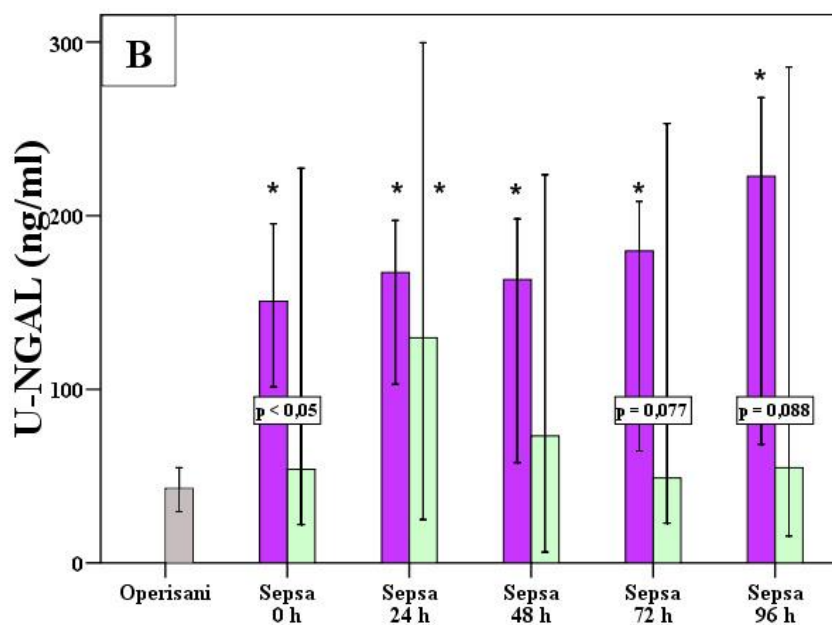 B
U-NGAL (ng/ml)
300
200
100
0
* * * * * *
p < 0,05
p = 0,077
p = 0,088
Operisani
Sepsa 0 h
Sepsa 24 h
Sepsa 48 h
Sepsa 72 h
Sepsa 96 h